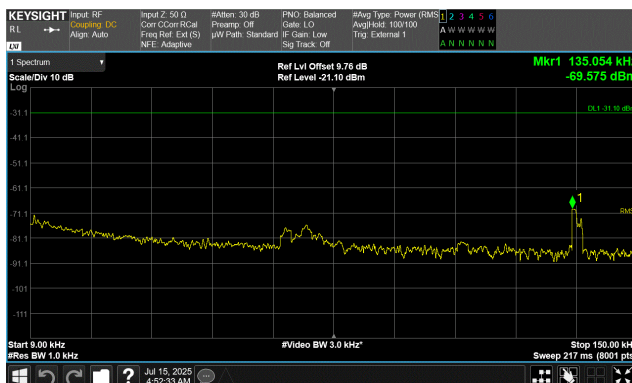 KEYSIGHT Input: RF Input Z: 50 Ω #Atten: 30 dB PNO: Balanced #Avg Type: Power (RMS) 1 2 3 4 5 6
RL Coupling: DC Corr CCorr RCal Preamp: Off Gate: LO Avg|Hold: 100/100 A W W W W W
Align: Auto Freq Ref: Ext (S) µW Path: Standard IF Gain: Low Trig: External 1
LXI NFE: Adaptive Sig Track: Off A N N N N N
1 Spectrum
Ref Lvl Offset 9.76 dB Mkr1 135.054 kHz
Scale/Div 10 dB Ref Level -21.10 dBm -69.575 dBm
Log
DL1 -31.10 dBm
-31.1
-41.1
-51.1
-61.1
1
-71.1 RMS
-81.1
-91.1
-101
-111
Start 9.00 kHz #Video BW 3.0 kHz* Stop 150.00 kHz
#Res BW 1.0 kHz Sweep 217 ms (8001 pts)
? Jul 15, 2025
4:52:33 AM